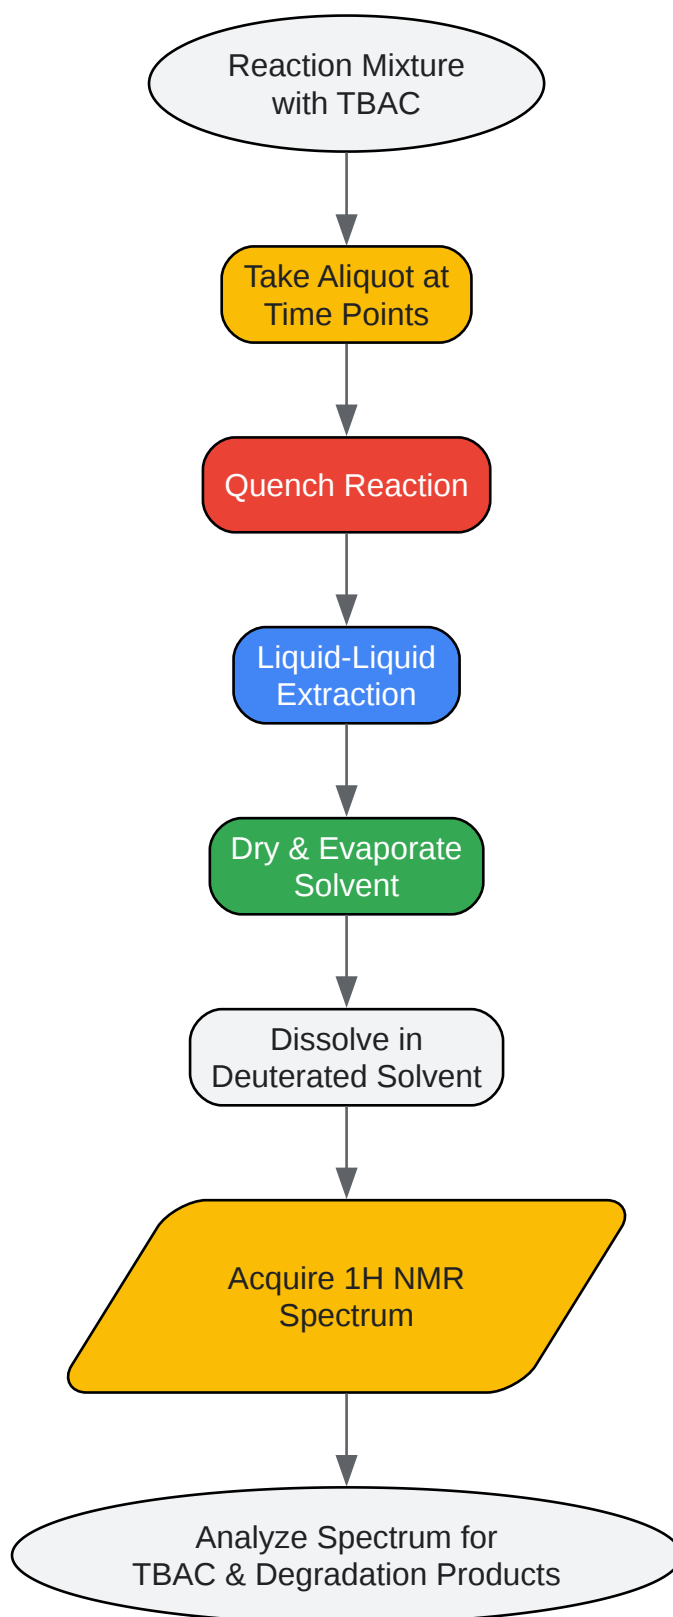 Reaction Mixture
with TBAC
Take Aliquot at
Time Points
Quench Reaction
Liquid-Liquid
Extraction
Dry & Evaporate
Solvent
Dissolve in
Deuterated Solvent
Acquire 1H NMR
Spectrum
Analyze Spectrum for
TBAC & Degradation Products